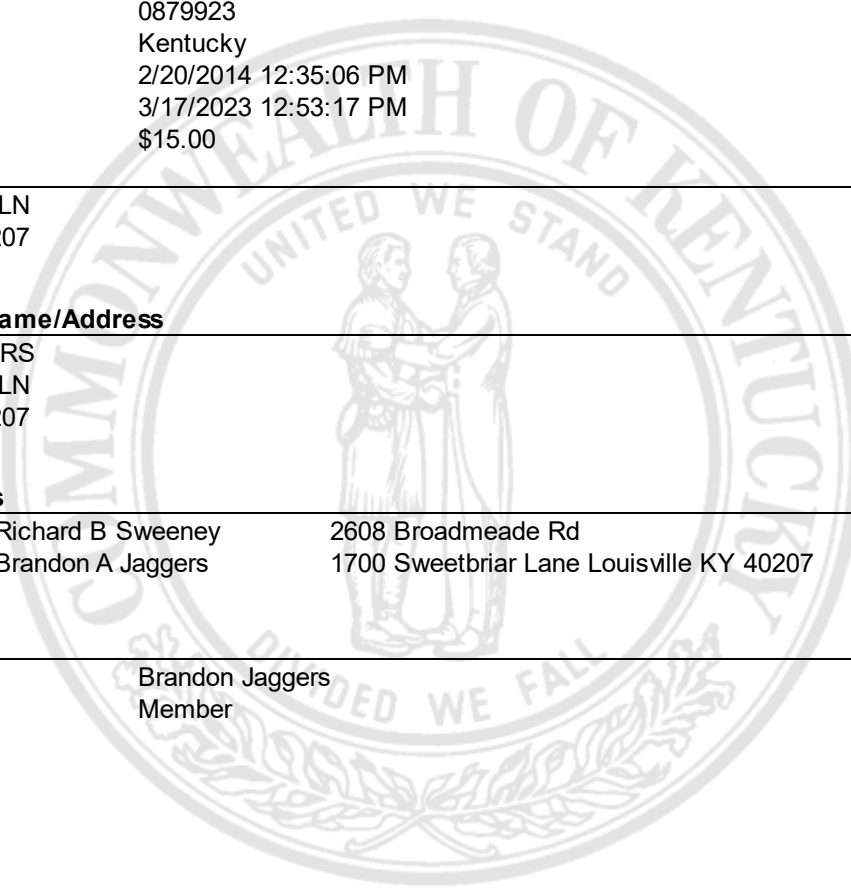 0879923
Kentucky
2/20/2014 12:35:06 PM
3/17/2023 12:53:17 PM
$15.00
LN
207
ame/Address
RS
LN
207
s
Richard B Sweeney 2608 Broadmeade Rd
Brandon A Jaggers 1700 Sweetbriar Lane Louisville KY 40207
Brandon Jaggers
Member
COMMONWEALTH OF KENTUCKY
UNITED WE STAND
DIVIDED WE FALL